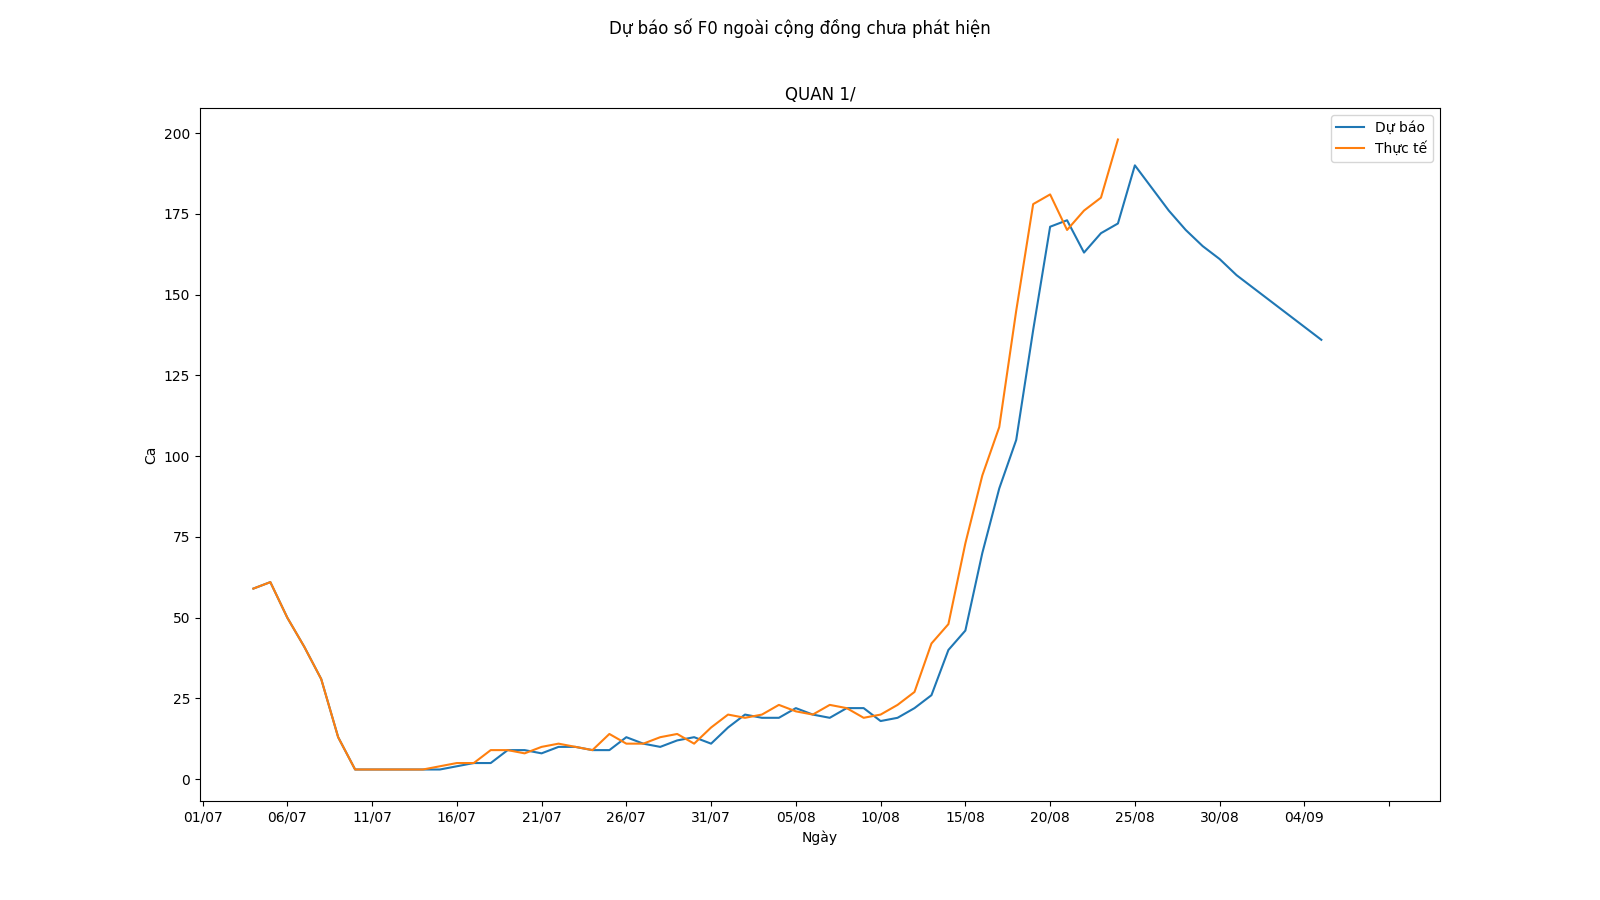 Dự báo số F0 ngoài cộng đồng chưa phát hiện
QUAN 1/
Dự báo
Thực tế
200
175
150
125
100
75
50
25
0
Ca
01/07 06/07 11/07 16/07 21/07 26/07 31/07 05/08 10/08 15/08 20/08 25/08 30/08 04/09
Ngày